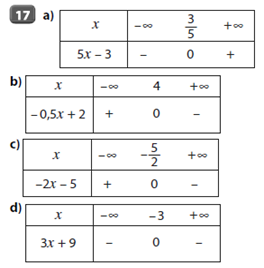 17 a)
x -∞ 3/5 +∞
5x – 3 – 0 +
b)
x -∞ 4 +∞
– 0,5x + 2 + 0 –
c)
x -∞ -5/2 +∞
–2x – 5 + 0 –
d)
x -∞ –3 +∞
3x + 9 – 0 –